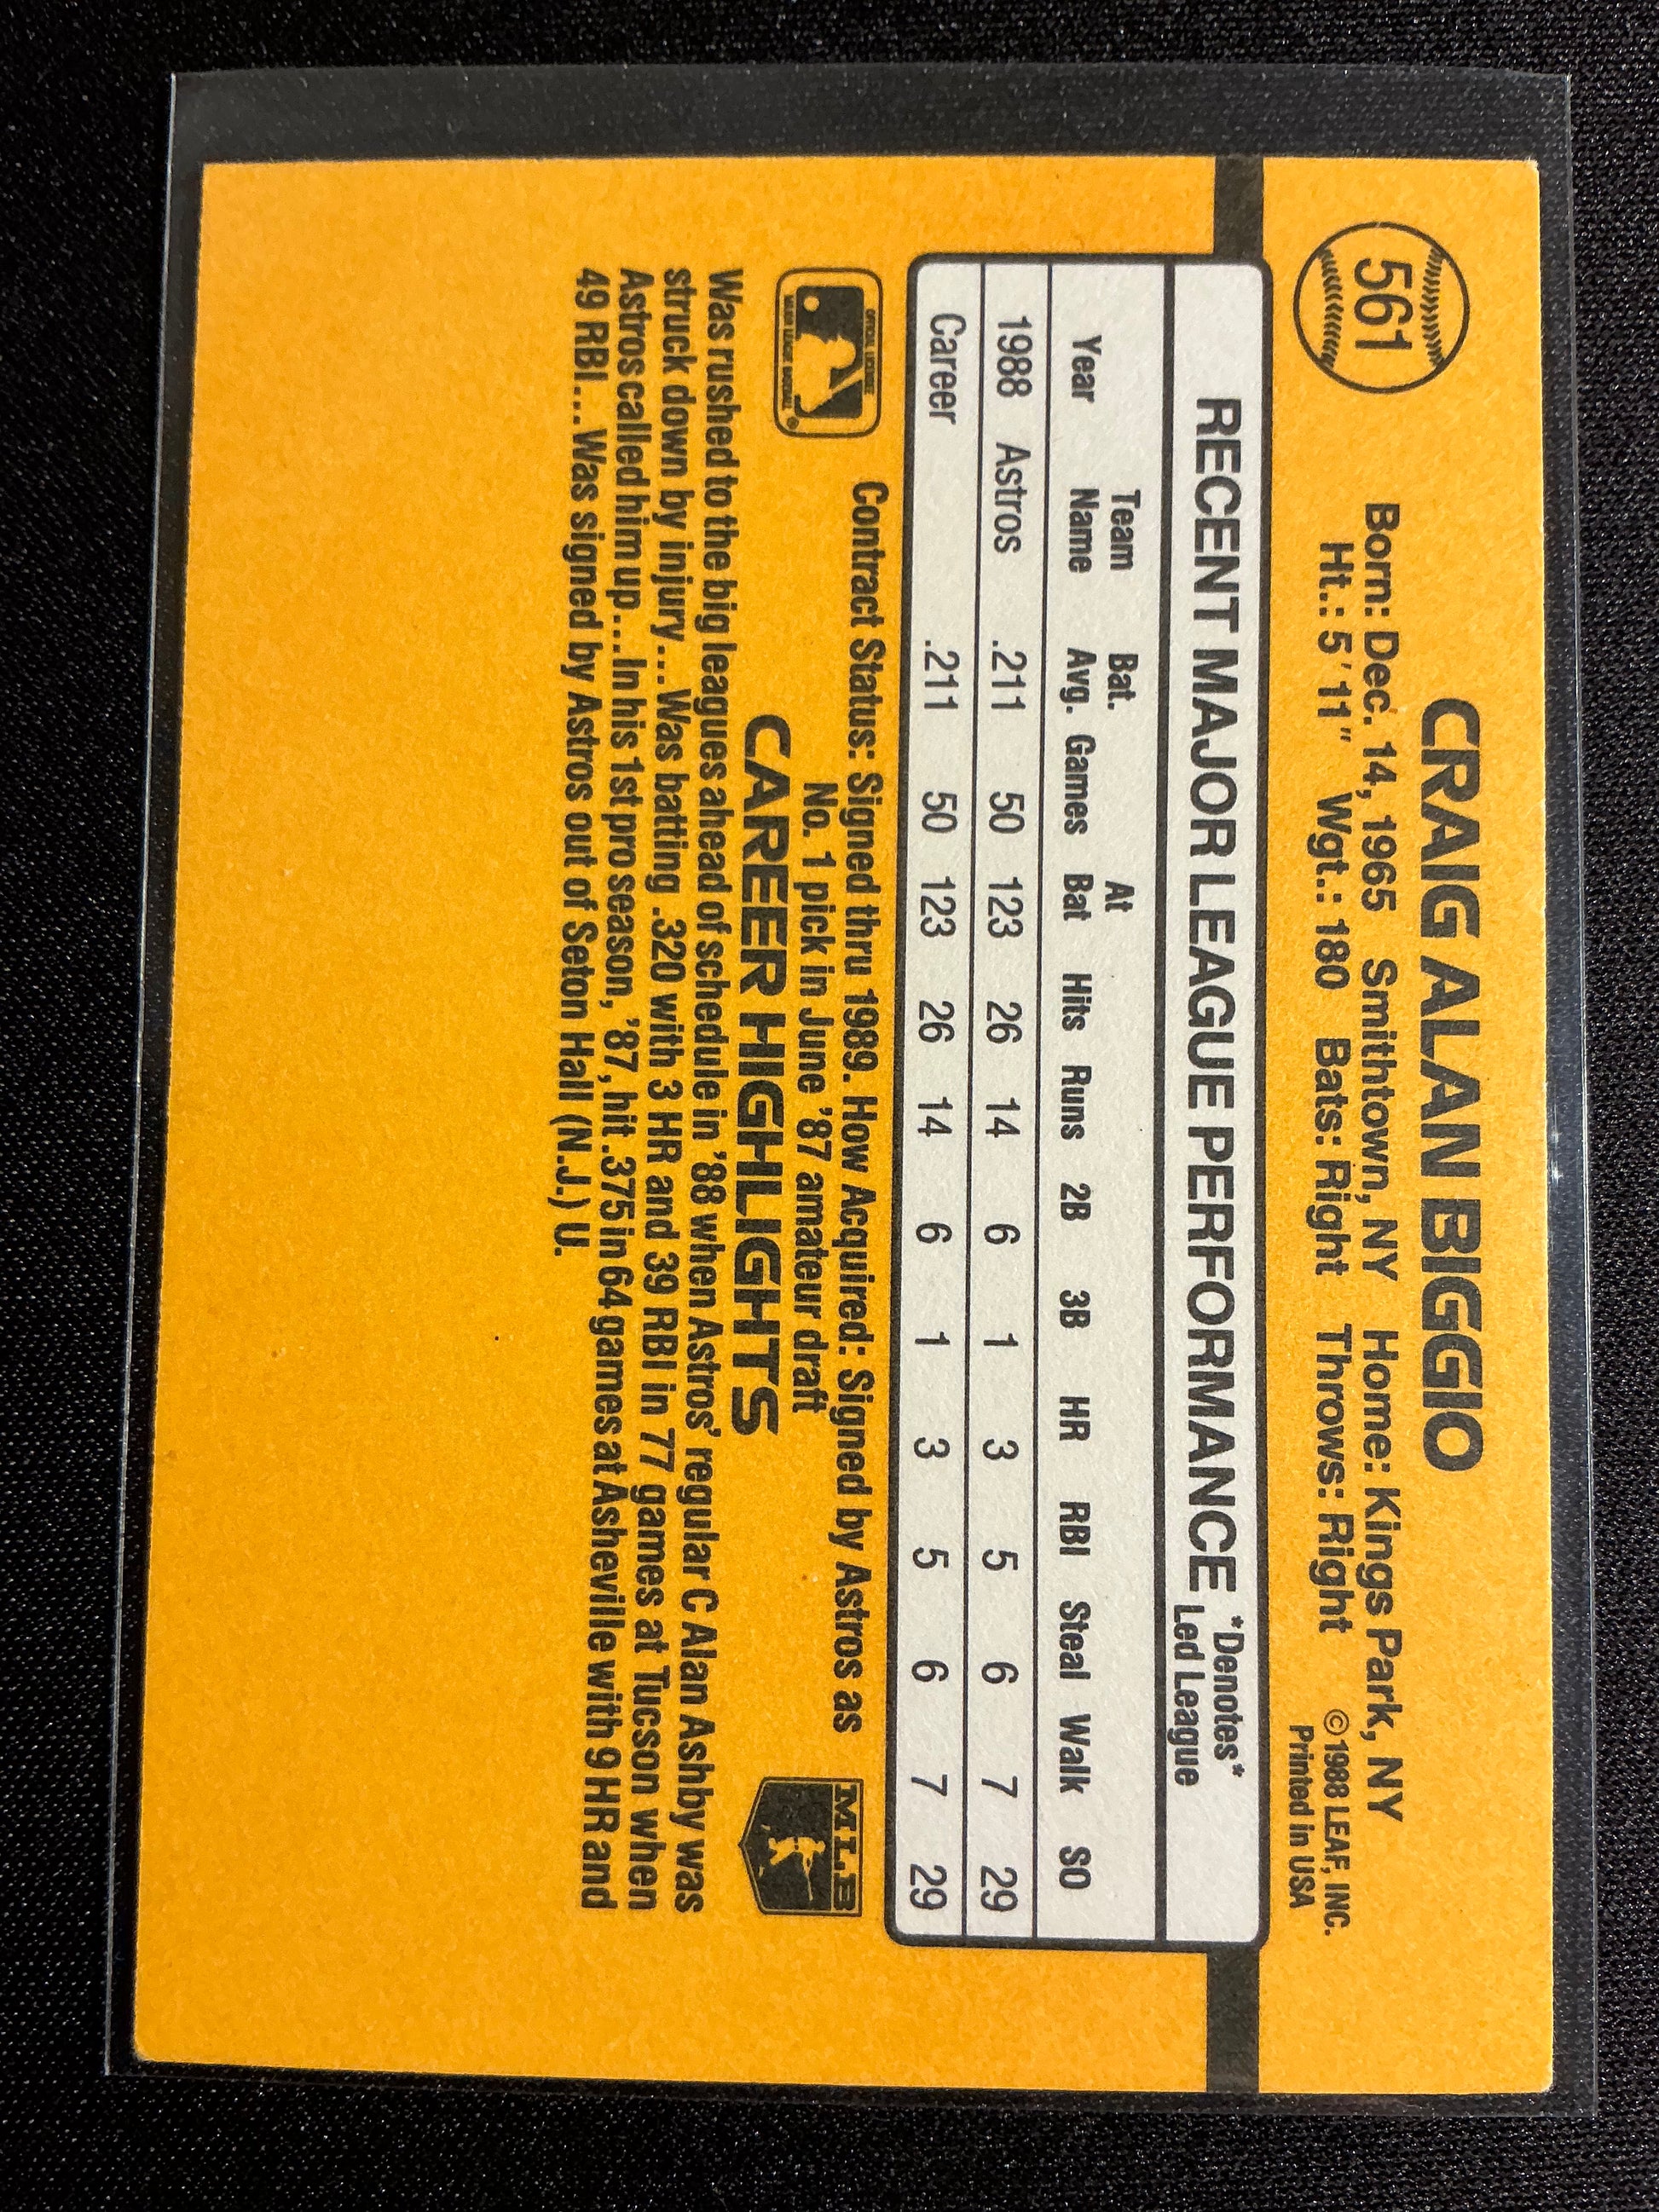 561
CRAIG ALAN BIGGIO
Born: Dec. 14, 1965 Smithtown, NY Home: Kings Park, NY
Ht.: 5'11" Wgt.: 180 Bats: Right Throws: Right
©1988 LEAF, INC.
Printed in USA
RECENT MAJOR LEAGUE PERFORMANCE
*Denotes*
Led League
Year Team Name Bat. Avg. Games At Bat Hits Runs 2B 3B HR RBI Steal Walk SO
1988 Astros .211 50 123 26 14 6 1 3 5 6 7 29
Career .211 50 123 26 14 6 1 3 5 6 7 29
OFFICIAL LICENSEE
MAJOR LEAGUE BASEBALL
®
Contract Status: Signed thru 1989. How Acquired: Signed by Astros as
No. 1 pick in June '87 amateur draft
MLB
CAREER HIGHLIGHTS
Was rushed to the big leagues ahead of schedule in '88 when Astros' regular C Alan Ashby was
struck down by injury...Was batting .320 with 3 HR and 39 RBI in 77 games at Tucson when
Astros called him up...In his 1st pro season, '87, hit .375 in 64 games at Asheville with 9 HR and
49 RBI...Was signed by Astros out of Seton Hall (N.J.) U.